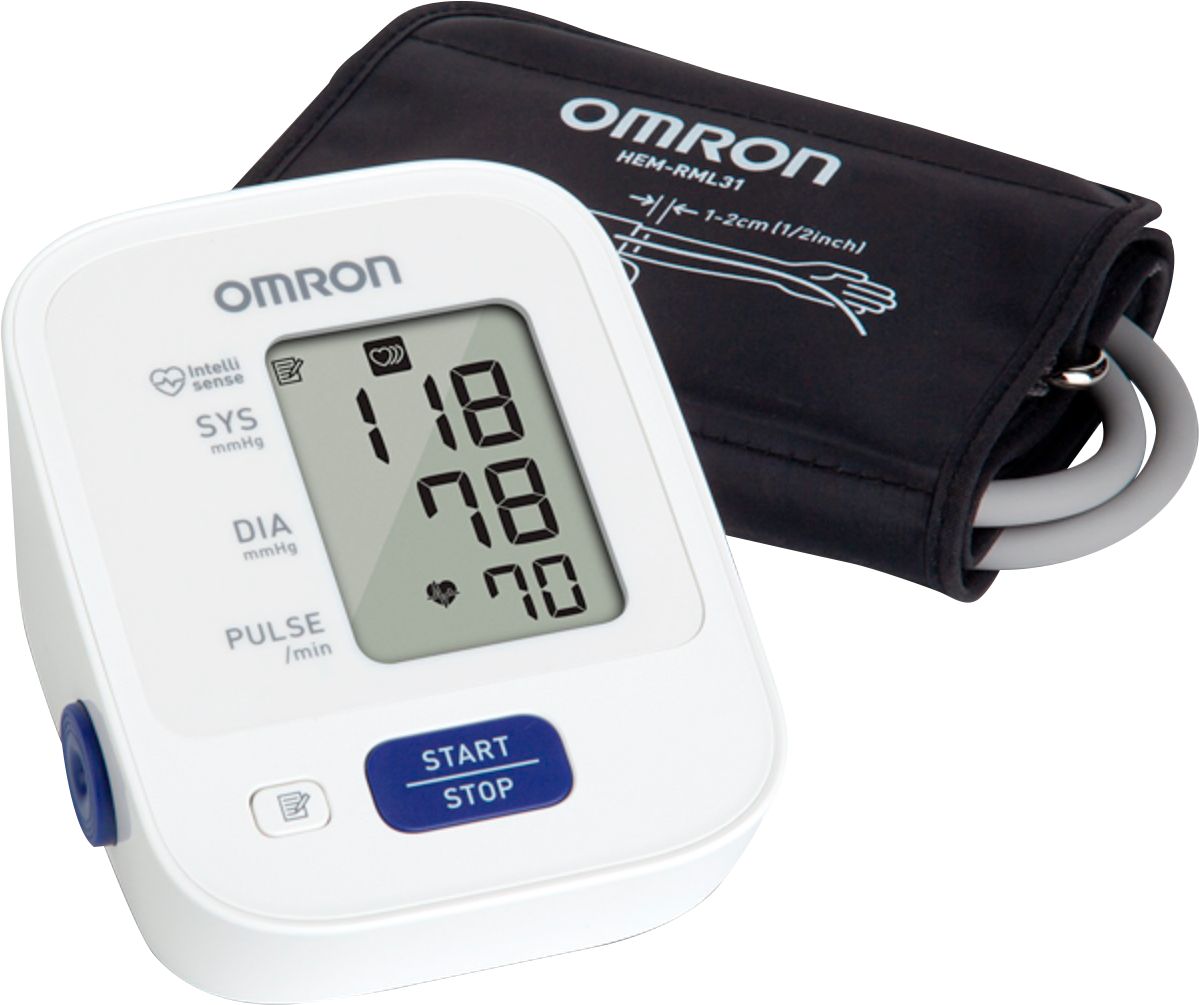 OMRON
HEM-RML31
1-2cm (1/2inch)
OMRON
Intelli
sense
SYS
mmHg
118
DIA
mmHg
78
PULSE
/min
70
START
STOP